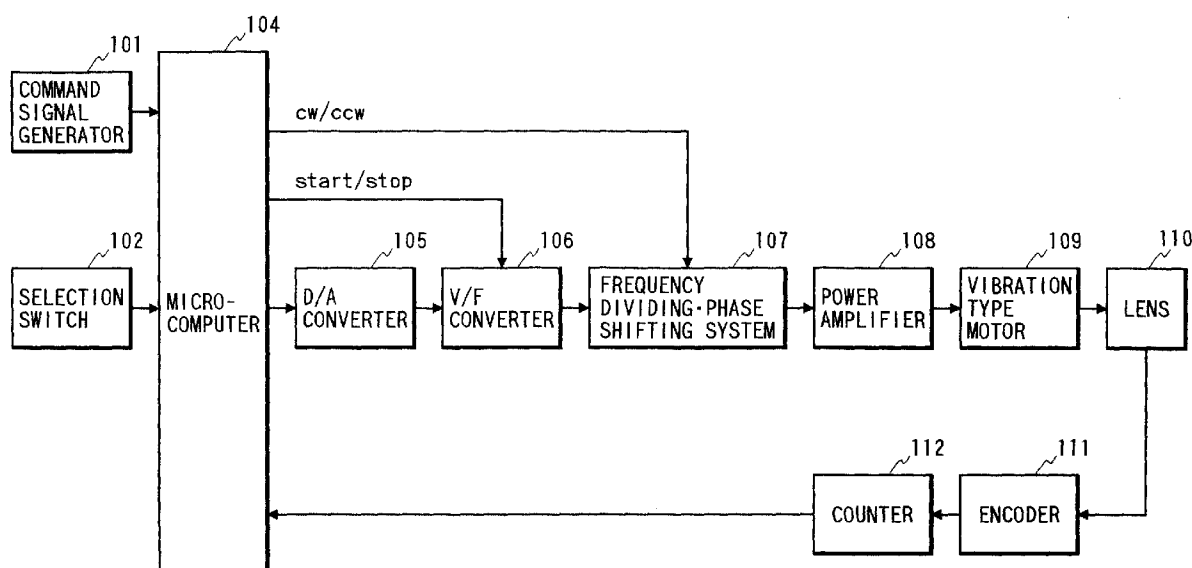 104
101
COMMAND
SIGNAL
GENERATOR
cw/ccw
start/stop
102
SELECTION
SWITCH
MICRO-
COMPUTER
105
D/A
CONVERTER
106
V/F
CONVERTER
107
FREQUENCY
DIVIDING·PHASE
SHIFTING SYSTEM
108
POWER
AMPLIFIER
109
VIBRATION
TYPE
MOTOR
110
LENS
112
COUNTER
111
ENCODER